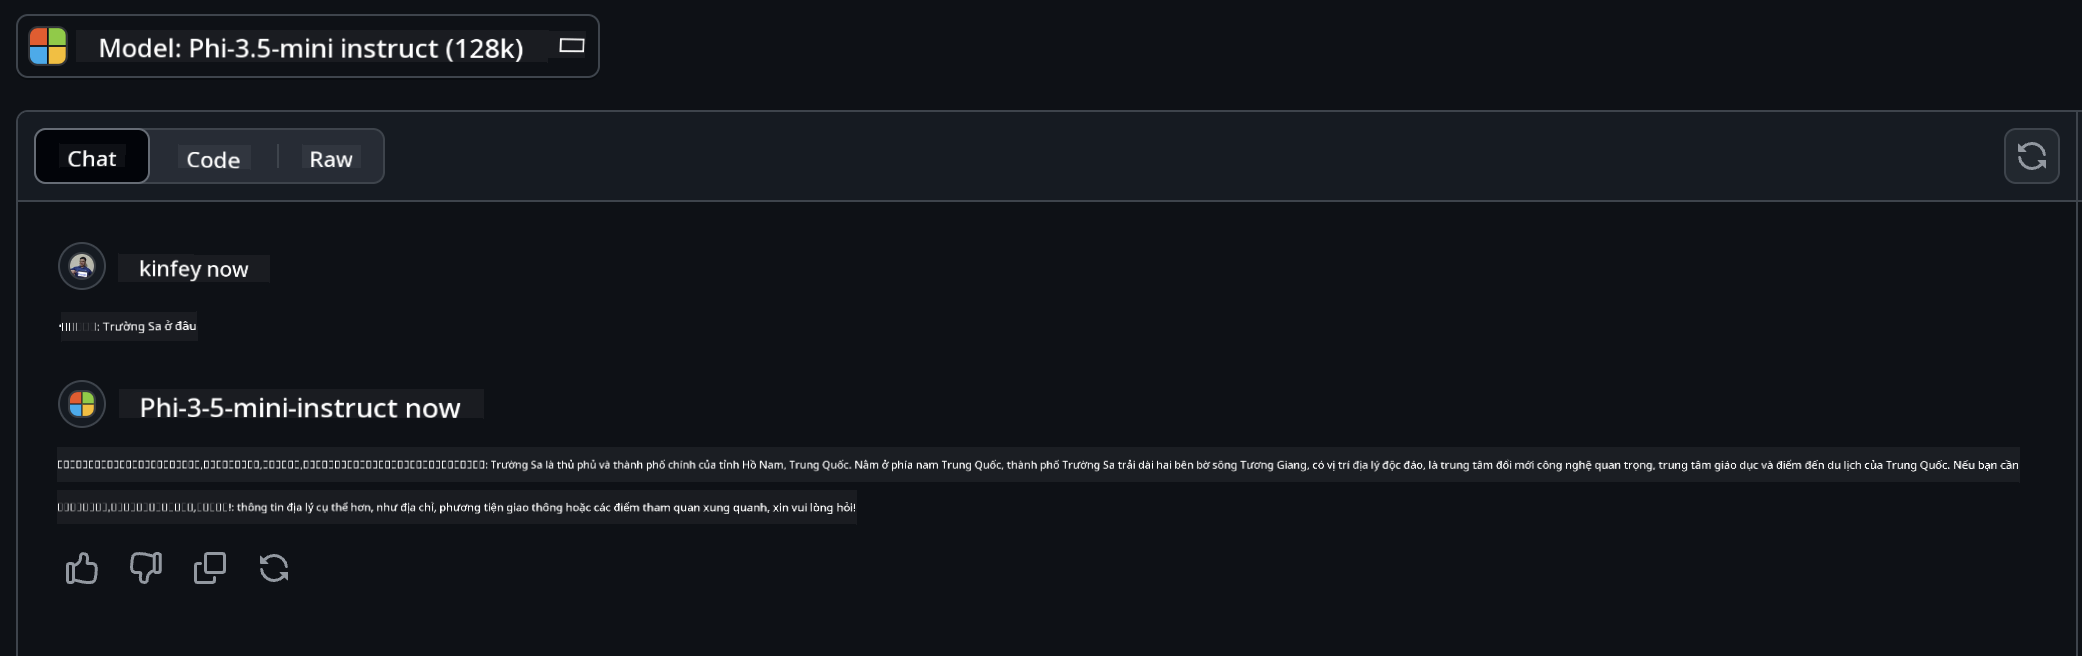 Model: Phi-3.5-mini instruct (128k)
Chat
Code
Raw
kinfey now
: Trường Sa ở đâu
Phi-3-5-mini-instruct now
: Trường Sa là thủ phủ và thành phố chính của tỉnh Hồ Nam, Trung Quốc. Nằm ở phía nam Trung Quốc, thành phố Trường Sa trải dài hai bên bờ sông Tương Giang, có vị trí địa lý độc đáo, là trung tâm đổi mới công nghệ quan trọng, trung tâm giáo dục và điểm đến du lịch của Trung Quốc. Nếu bạn cần
!: thông tin địa lý cụ thể hơn, như địa chỉ, phương tiện giao thông hoặc các điểm tham quan xung quanh, xin vui lòng hỏi!